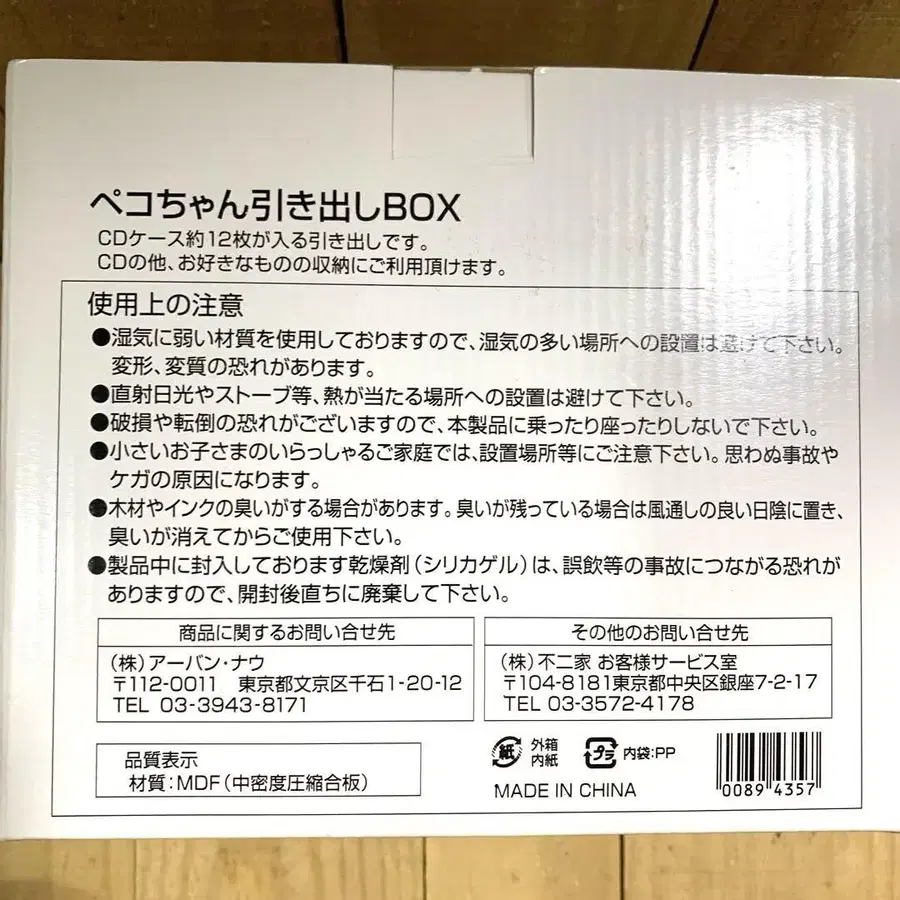 ペコちゃん引き出しBOX
CDケース約12枚が入る引き出しです。
CDの他、お好きなものの収納にご利用頂けます。
使用上の注意
●湿気に弱い材質を使用しておりますので、湿気の多い場所への設置は避けて下さい。
変形、変質の恐れがあります。
●直射日光やストーブ等、熱が当たる場所への設置は避けて下さい。
●破損や転倒の恐れがございますので、本製品に乗ったり座ったりしないで下さい。
●小さいお子さまのいらっしゃるご家庭では、設置場所等にご注意下さい。思わぬ事故や
ケガの原因になります。
●木材やインクの臭いがする場合があります。臭いが残っている場合は風通しの良い日陰に置き、
臭いが消えてからご使用下さい。
●製品中に封入しております乾燥剤(シリカゲル)は、誤飲等の事故につながる恐れが
ありますので、開封後直ちに廃棄して下さい。
商品に関するお問い合せ先
(株)アーバン・ナウ
〒112-0011 東京都文京区千石1-20-12
TEL 03-3943-8171
その他のお問い合せ先
(株)不二家 お客様サービス室
〒104-8181東京都中央区銀座7-2-17
TEL 03-3572-4178
品質表示
材質:MDF(中密度圧縮合板)
紙 外箱
内紙
プラ 内袋:PP
MADE IN CHINA
0089 4357